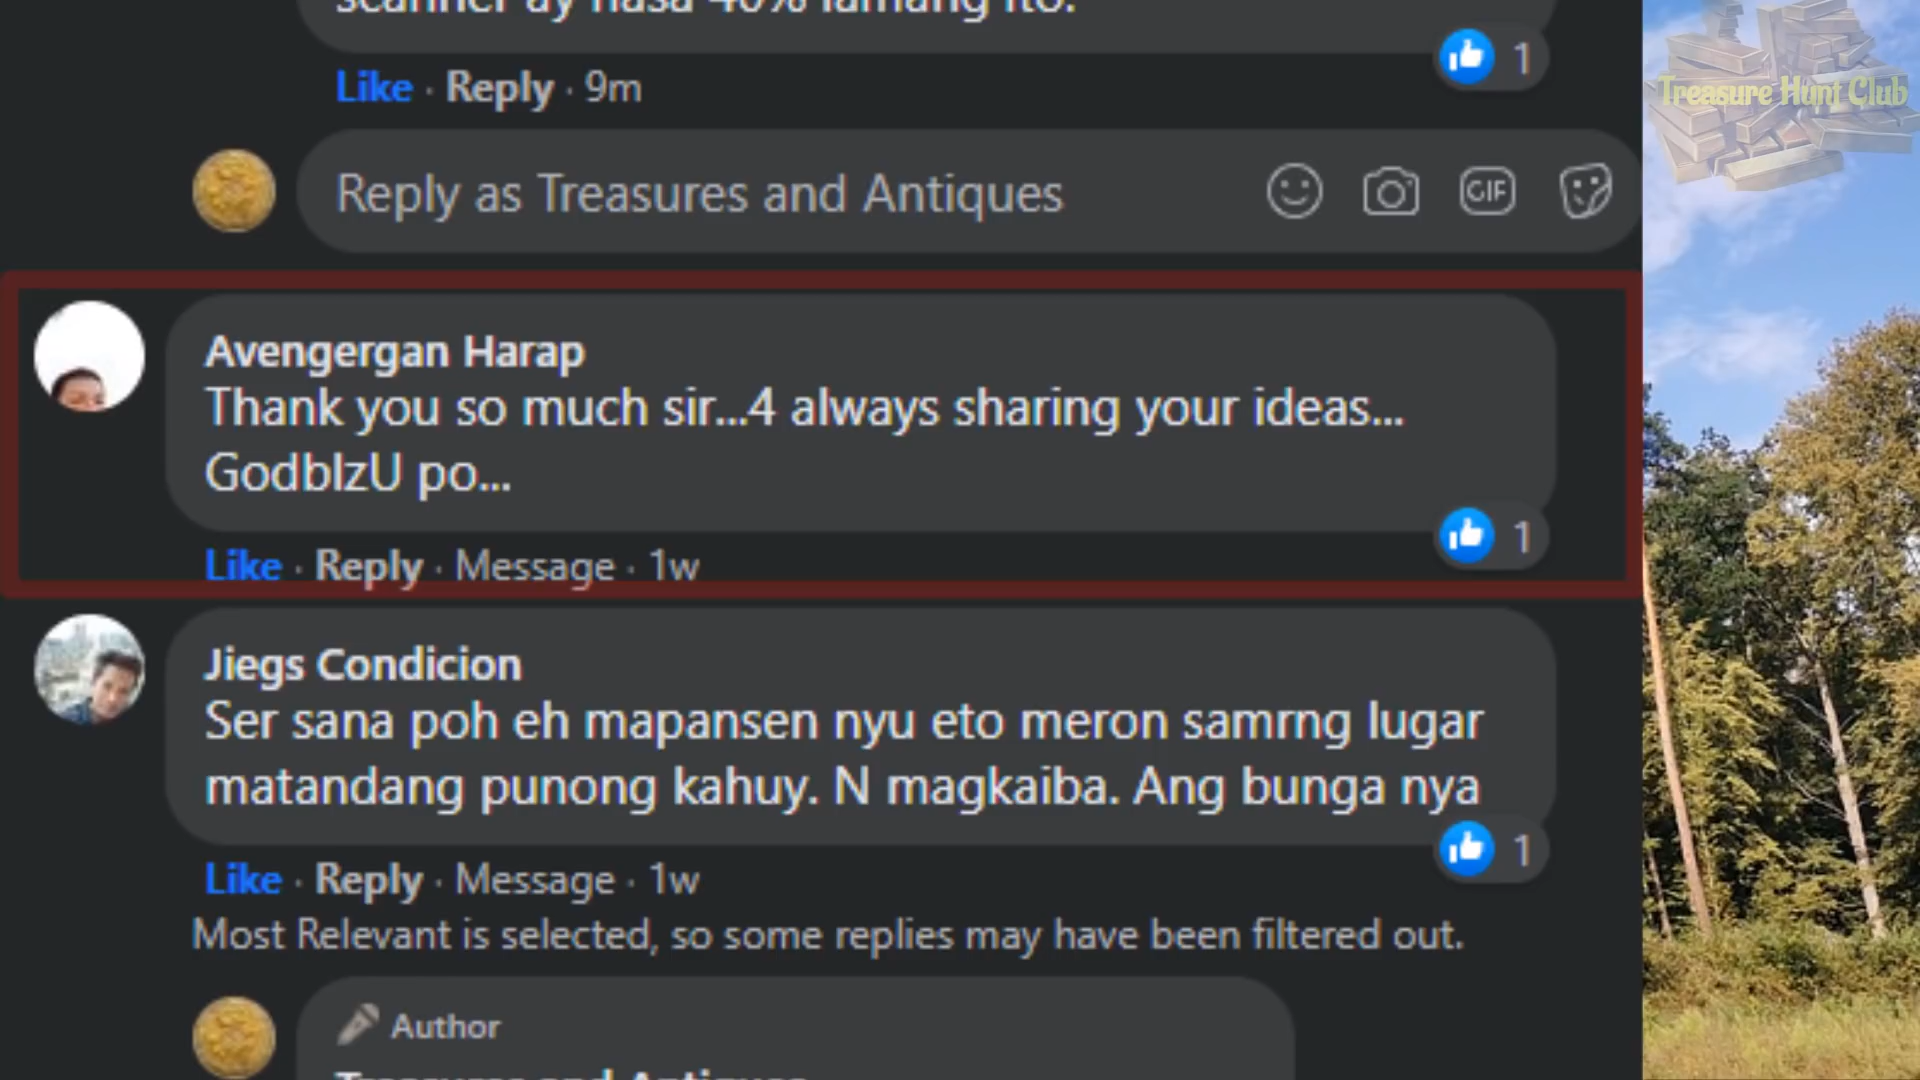 scanner ay nasa 40% lamang ito.
1
Like · Reply · 9m
Treasure Hunt Club
Reply as Treasures and Antiques
GIF
Avengergan Harap
Thank you so much sir...4 always sharing your ideas...
GodblzU po...
1
Like · Reply · Message · 1w
Jiegs Condicion
Ser sana poh eh mapansen nyu eto meron samrng lugar
matandang punong kahuy. N magkaiba. Ang bunga nya
1
Like · Reply · Message · 1w
Most Relevant is selected, so some replies may have been filtered out.
Author
Treasures and Antiques